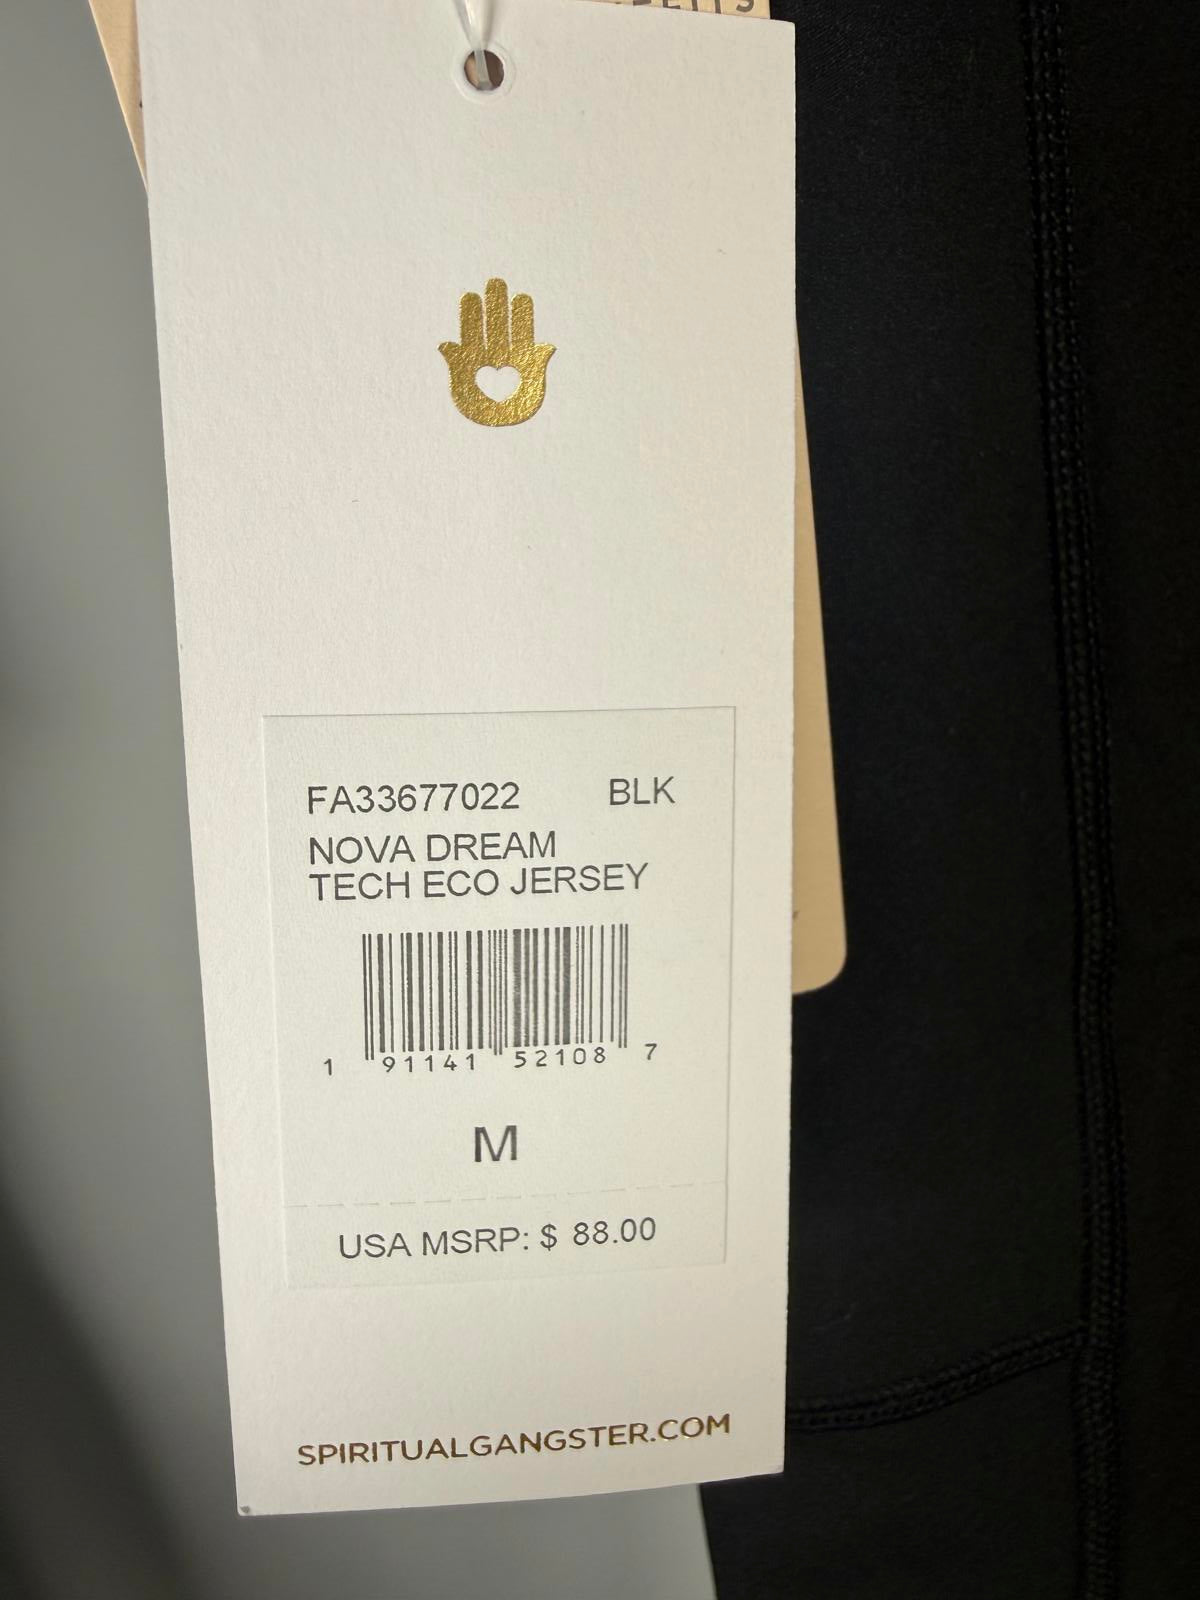 FA33677022 BLK
NOVA DREAM
TECH ECO JERSEY
1 91141 52108 7
M
USA MSRP: $ 88.00
SPIRITUALGANGSTER.COM